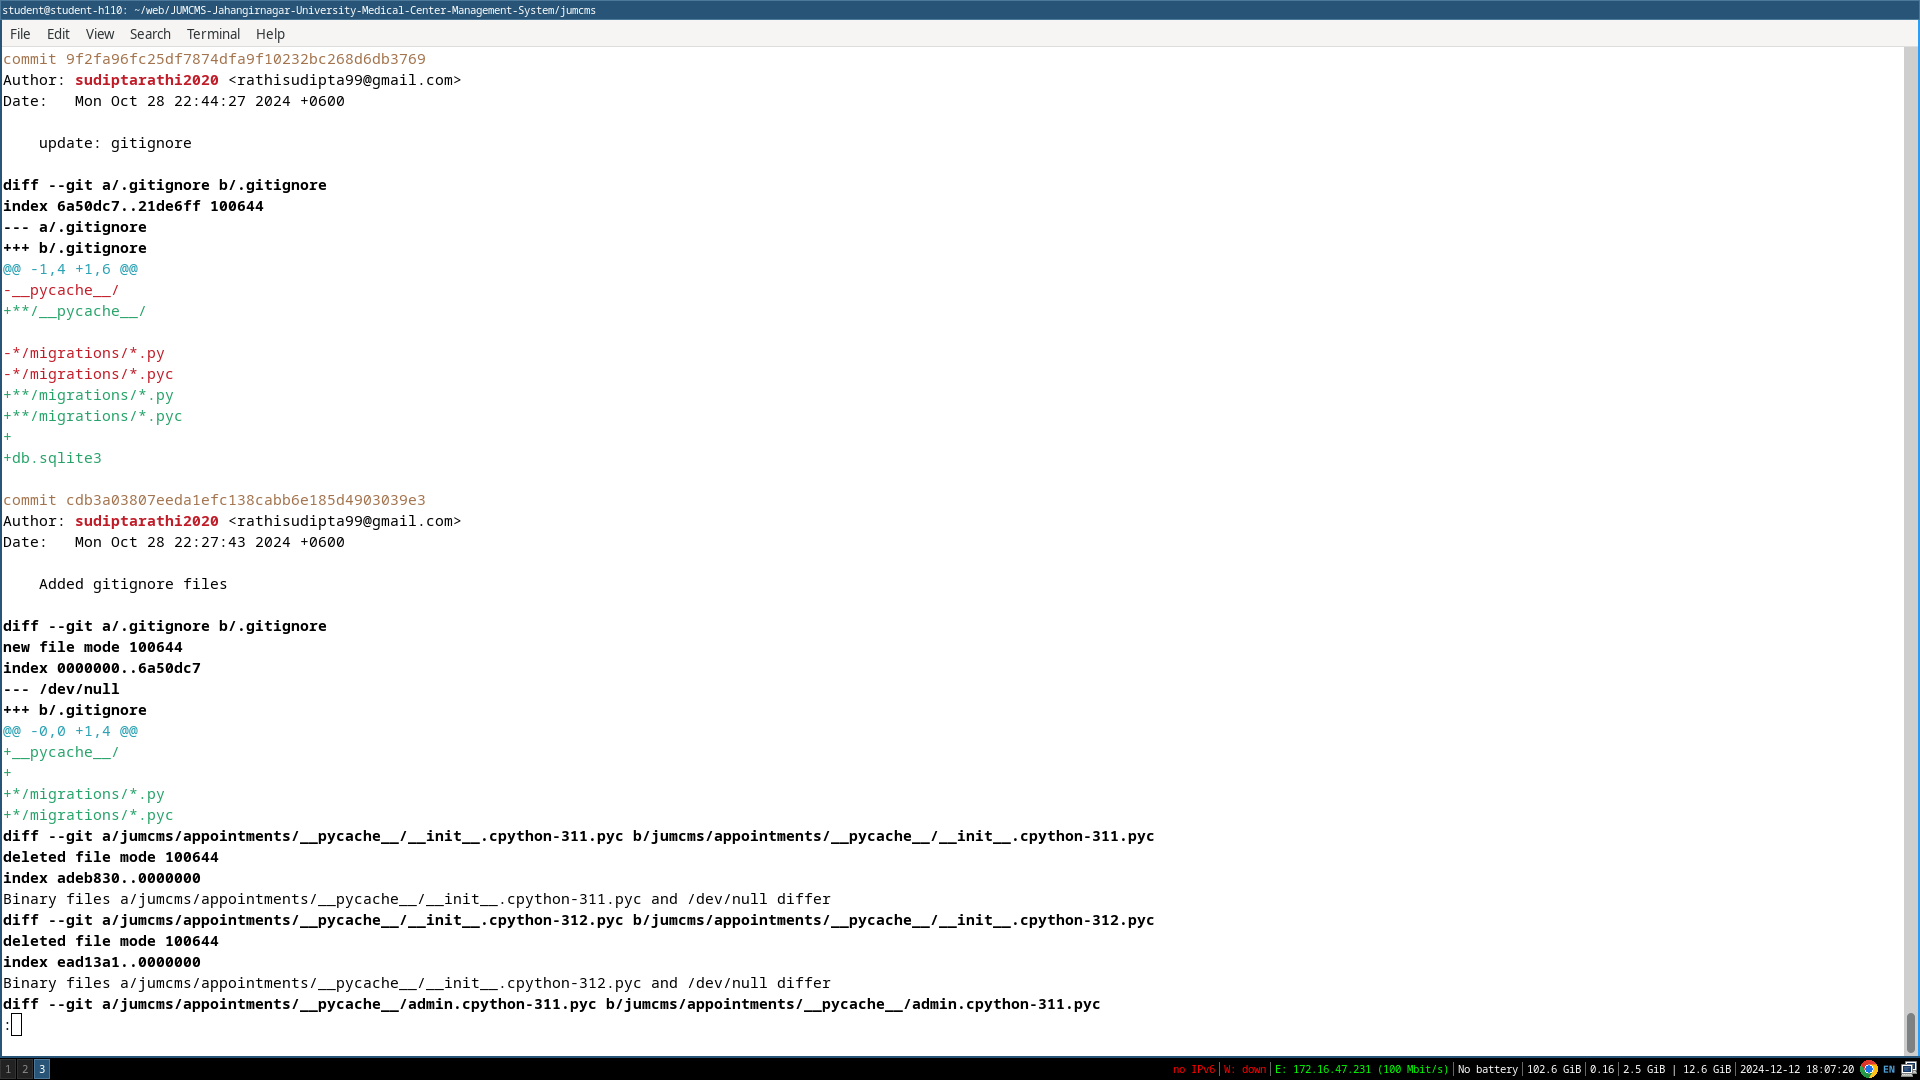 student@student-h110: ~/web/JUMCMS-Jahangirnagar-University-Medical-Center-Management-System/jumcms
File Edit View Search Terminal Help
commit 9f2fa96fc25df7874dfa9f10232bc268d6db3769
Author: sudiptarathi2020 <rathisudipta99@gmail.com>
Date:   Mon Oct 28 22:44:27 2024 +0600
    update: gitignore
diff --git a/.gitignore b/.gitignore
index 6a50dc7..21de6ff 100644
--- a/.gitignore
+++ b/.gitignore
@@ -1,4 +1,6 @@
-__pycache__/
+**/__pycache__/
-*/migrations/*.py
-*/migrations/*.pyc
+**/migrations/*.py
+**/migrations/*.pyc
+
+db.sqlite3
commit cdb3a03807eeda1efc138cabb6e185d4903039e3
Author: sudiptarathi2020 <rathisudipta99@gmail.com>
Date:   Mon Oct 28 22:27:43 2024 +0600
    Added gitignore files
diff --git a/.gitignore b/.gitignore
new file mode 100644
index 0000000..6a50dc7
--- /dev/null
+++ b/.gitignore
@@ -0,0 +1,4 @@
+__pycache__/
+
+*/migrations/*.py
+*/migrations/*.pyc
diff --git a/jumcms/appointments/__pycache__/__init__.cpython-311.pyc b/jumcms/appointments/__pycache__/__init__.cpython-311.pyc
deleted file mode 100644
index adeb830..0000000
Binary files a/jumcms/appointments/__pycache__/__init__.cpython-311.pyc and /dev/null differ
diff --git a/jumcms/appointments/__pycache__/__init__.cpython-312.pyc b/jumcms/appointments/__pycache__/__init__.cpython-312.pyc
deleted file mode 100644
index ead13a1..0000000
Binary files a/jumcms/appointments/__pycache__/__init__.cpython-312.pyc and /dev/null differ
diff --git a/jumcms/appointments/__pycache__/admin.cpython-311.pyc b/jumcms/appointments/__pycache__/admin.cpython-311.pyc
:
1 2 3 no IPv6|W: down|E: 172.16.47.231 (100 Mbit/s)|No battery|102.6 GiB|0.16|2.5 GiB | 12.6 GiB|2024-12-12 18:07:20 EN